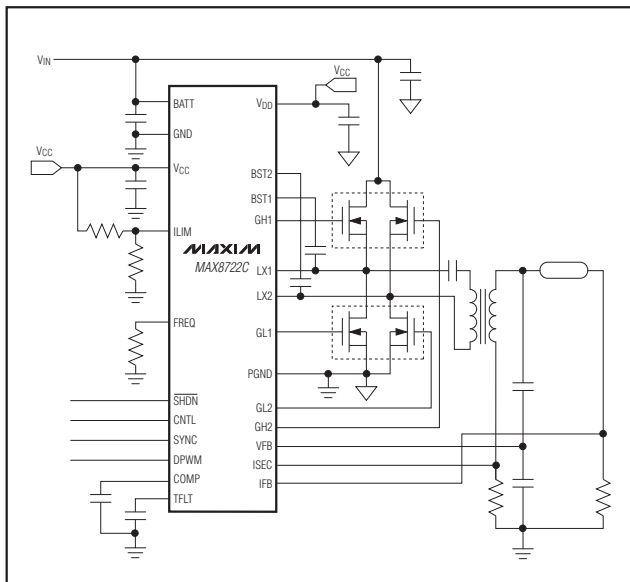 VIN
VCC
BATT
VDD
GND
VCC
VCC
BST2
BST1
GH1
ILIM
MAXIM
MAX8722C
LX1
LX2
FREQ
GL1
PGND
SHDN
GL2
CNTL
GH2
SYNC
VFB
DPWM
ISEC
COMP
IFB
TFLT